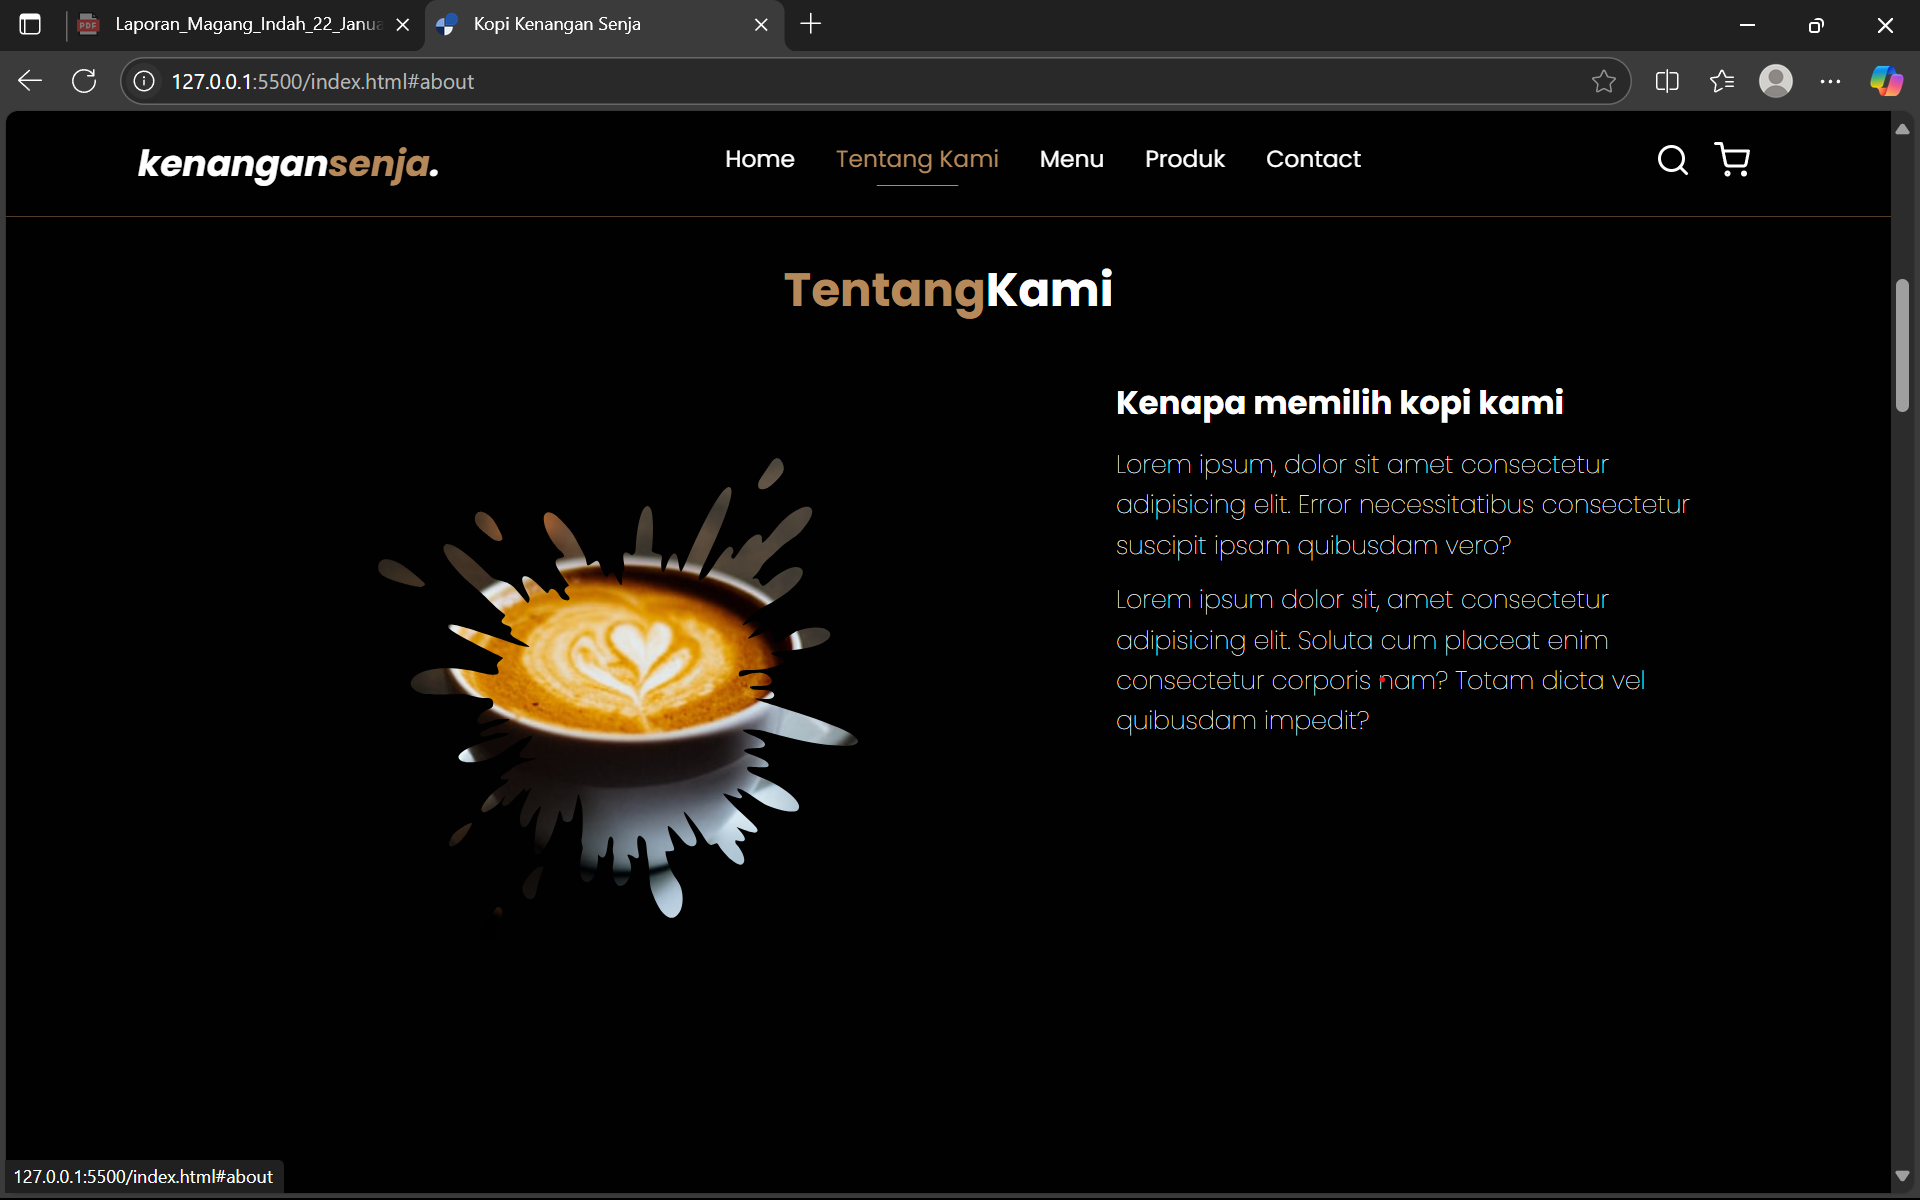 Laporan_Magang_Indah_22_Janua
Kopi Kenangan Senja
127.0.0.1:5500/index.html#about
kenangansenja.
Home
Tentang Kami
Menu
Produk
Contact
TentangKami
Kenapa memilih kopi kami
Lorem ipsum, dolor sit amet consectetur
adipisicing elit. Error necessitatibus consectetur
suscipit ipsam quibusdam vero?
Lorem ipsum dolor sit, amet consectetur
adipisicing elit. Soluta cum placeat enim
consectetur corporis nam? Totam dicta vel
quibusdam impedit?
127.0.0.1:5500/index.html#about